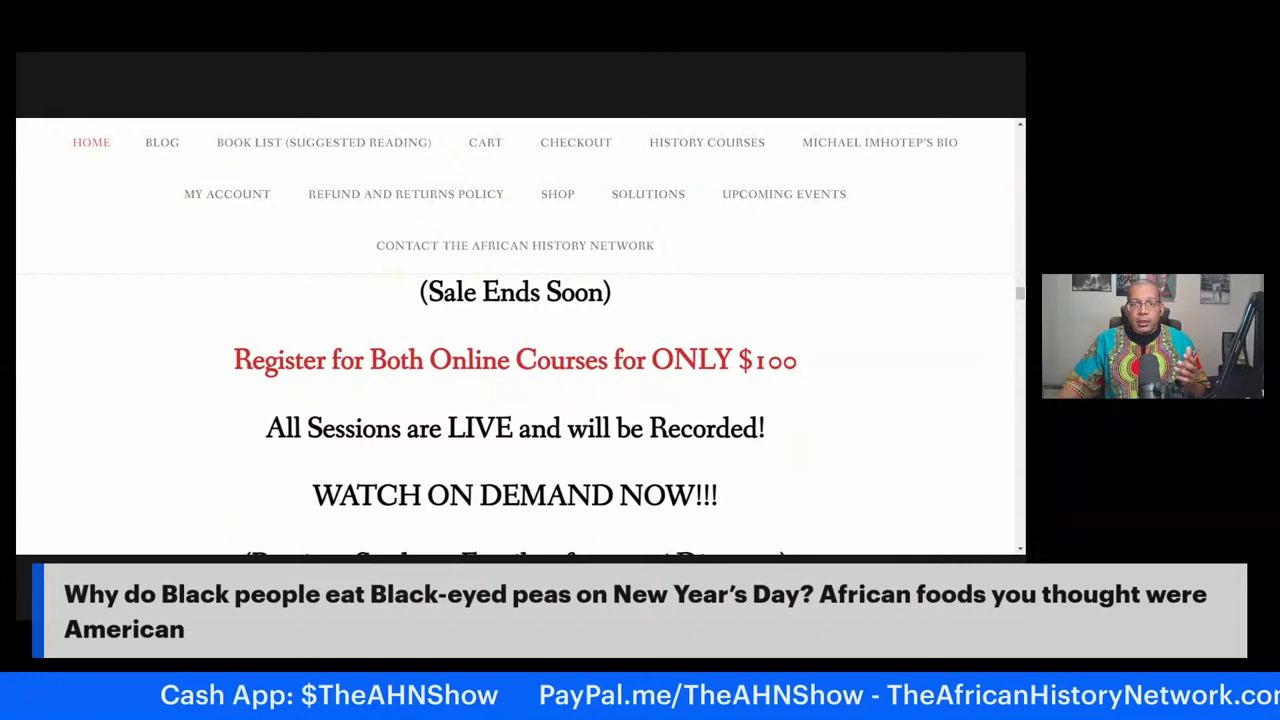 HOME BLOG BOOK LIST (SUGGESTED READING) CART CHECKOUT HISTORY COURSES MICHAEL IMHOTEP'S BIO
MY ACCOUNT REFUND AND RETURNS POLICY SHOP SOLUTIONS UPCOMING EVENTS
CONTACT THE AFRICAN HISTORY NETWORK
(Sale Ends Soon)
Register for Both Online Courses for ONLY $100
All Sessions are LIVE and will be Recorded!
WATCH ON DEMAND NOW!!!
Why do Black people eat Black-eyed peas on New Year's Day? African foods you thought were
American
Cash App: $TheAHNShow PayPal.me/TheAHNShow - TheAfricanHistoryNetwork.co